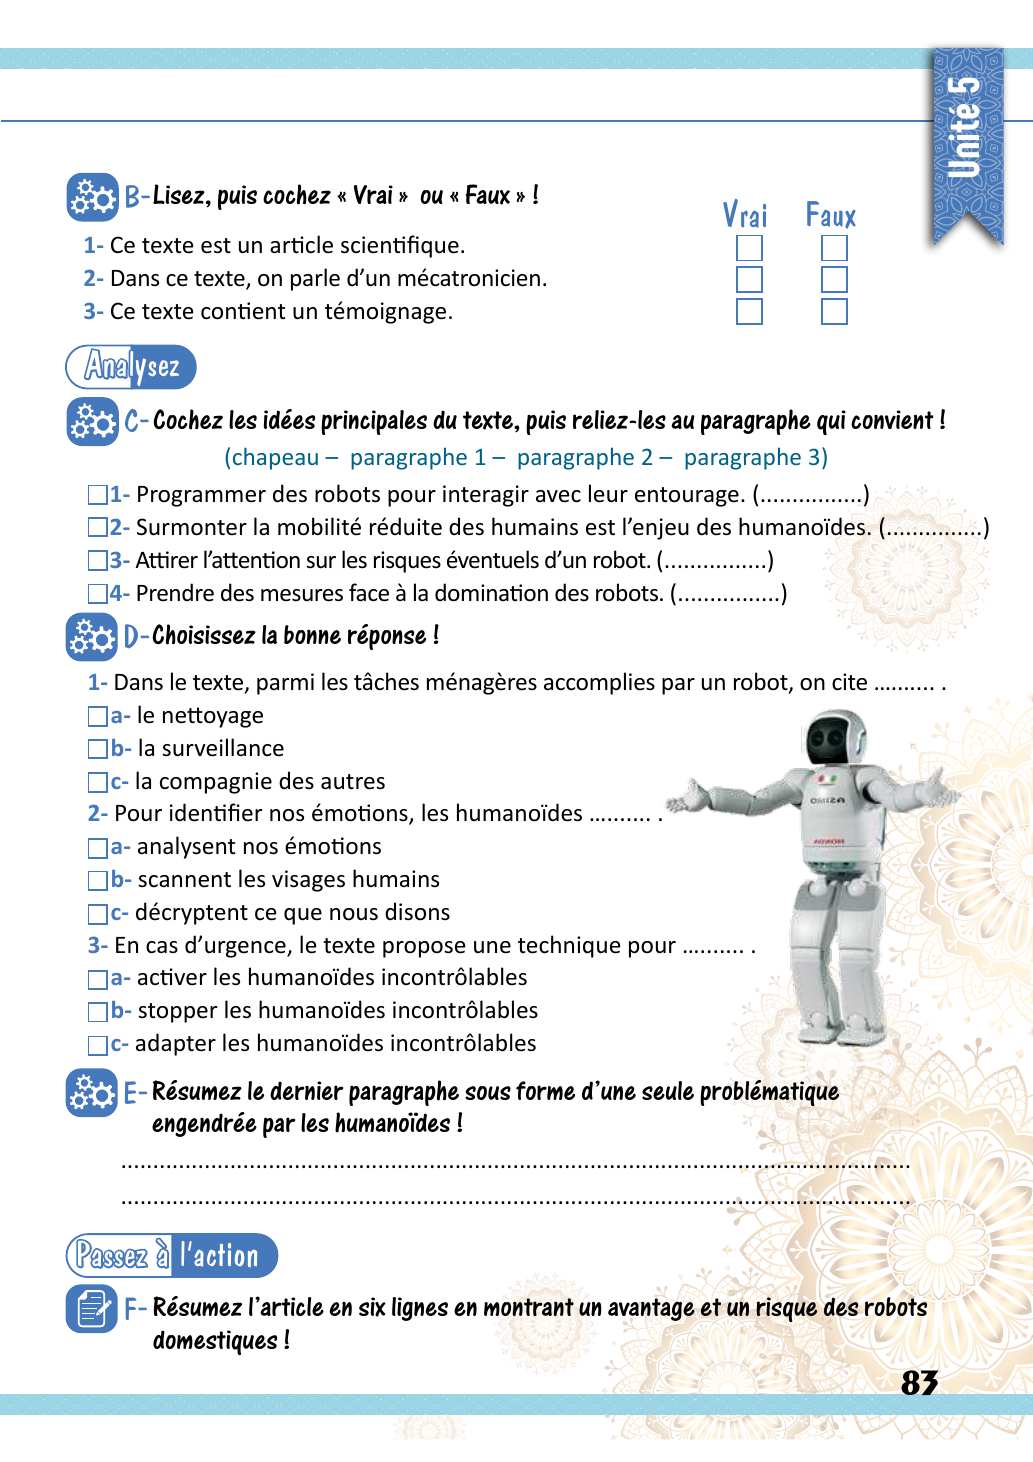 Unité 5
B- Lisez, puis cochez « Vrai » ou « Faux » !
Vrai Faux
1- Ce texte est un article scientifique.
2- Dans ce texte, on parle d'un mécatronicien.
3- Ce texte contient un témoignage.
Analysez
C- Cochez les idées principales du texte, puis reliez-les au paragraphe qui convient !
(chapeau – paragraphe 1 – paragraphe 2 – paragraphe 3)
1- Programmer des robots pour interagir avec leur entourage. (................)
2- Surmonter la mobilité réduite des humains est l'enjeu des humanoïdes. (...............)
3- Attirer l'attention sur les risques éventuels d'un robot. (................)
4- Prendre des mesures face à la domination des robots. (................)
D- Choisissez la bonne réponse !
1- Dans le texte, parmi les tâches ménagères accomplies par un robot, on cite .......... .
a- le nettoyage
b- la surveillance
c- la compagnie des autres
2- Pour identifier nos émotions, les humanoïdes .......... .
a- analysent nos émotions
b- scannent les visages humains
c- décryptent ce que nous disons
3- En cas d'urgence, le texte propose une technique pour .......... .
a- activer les humanoïdes incontrôlables
b- stopper les humanoïdes incontrôlables
c- adapter les humanoïdes incontrôlables
ASIMO
HONDA
E- Résumez le dernier paragraphe sous forme d'une seule problématique
engendrée par les humanoïdes !
..............................................................................................................................
..............................................................................................................................
Passez à l'action
F- Résumez l'article en six lignes en montrant un avantage et un risque des robots
domestiques !
83